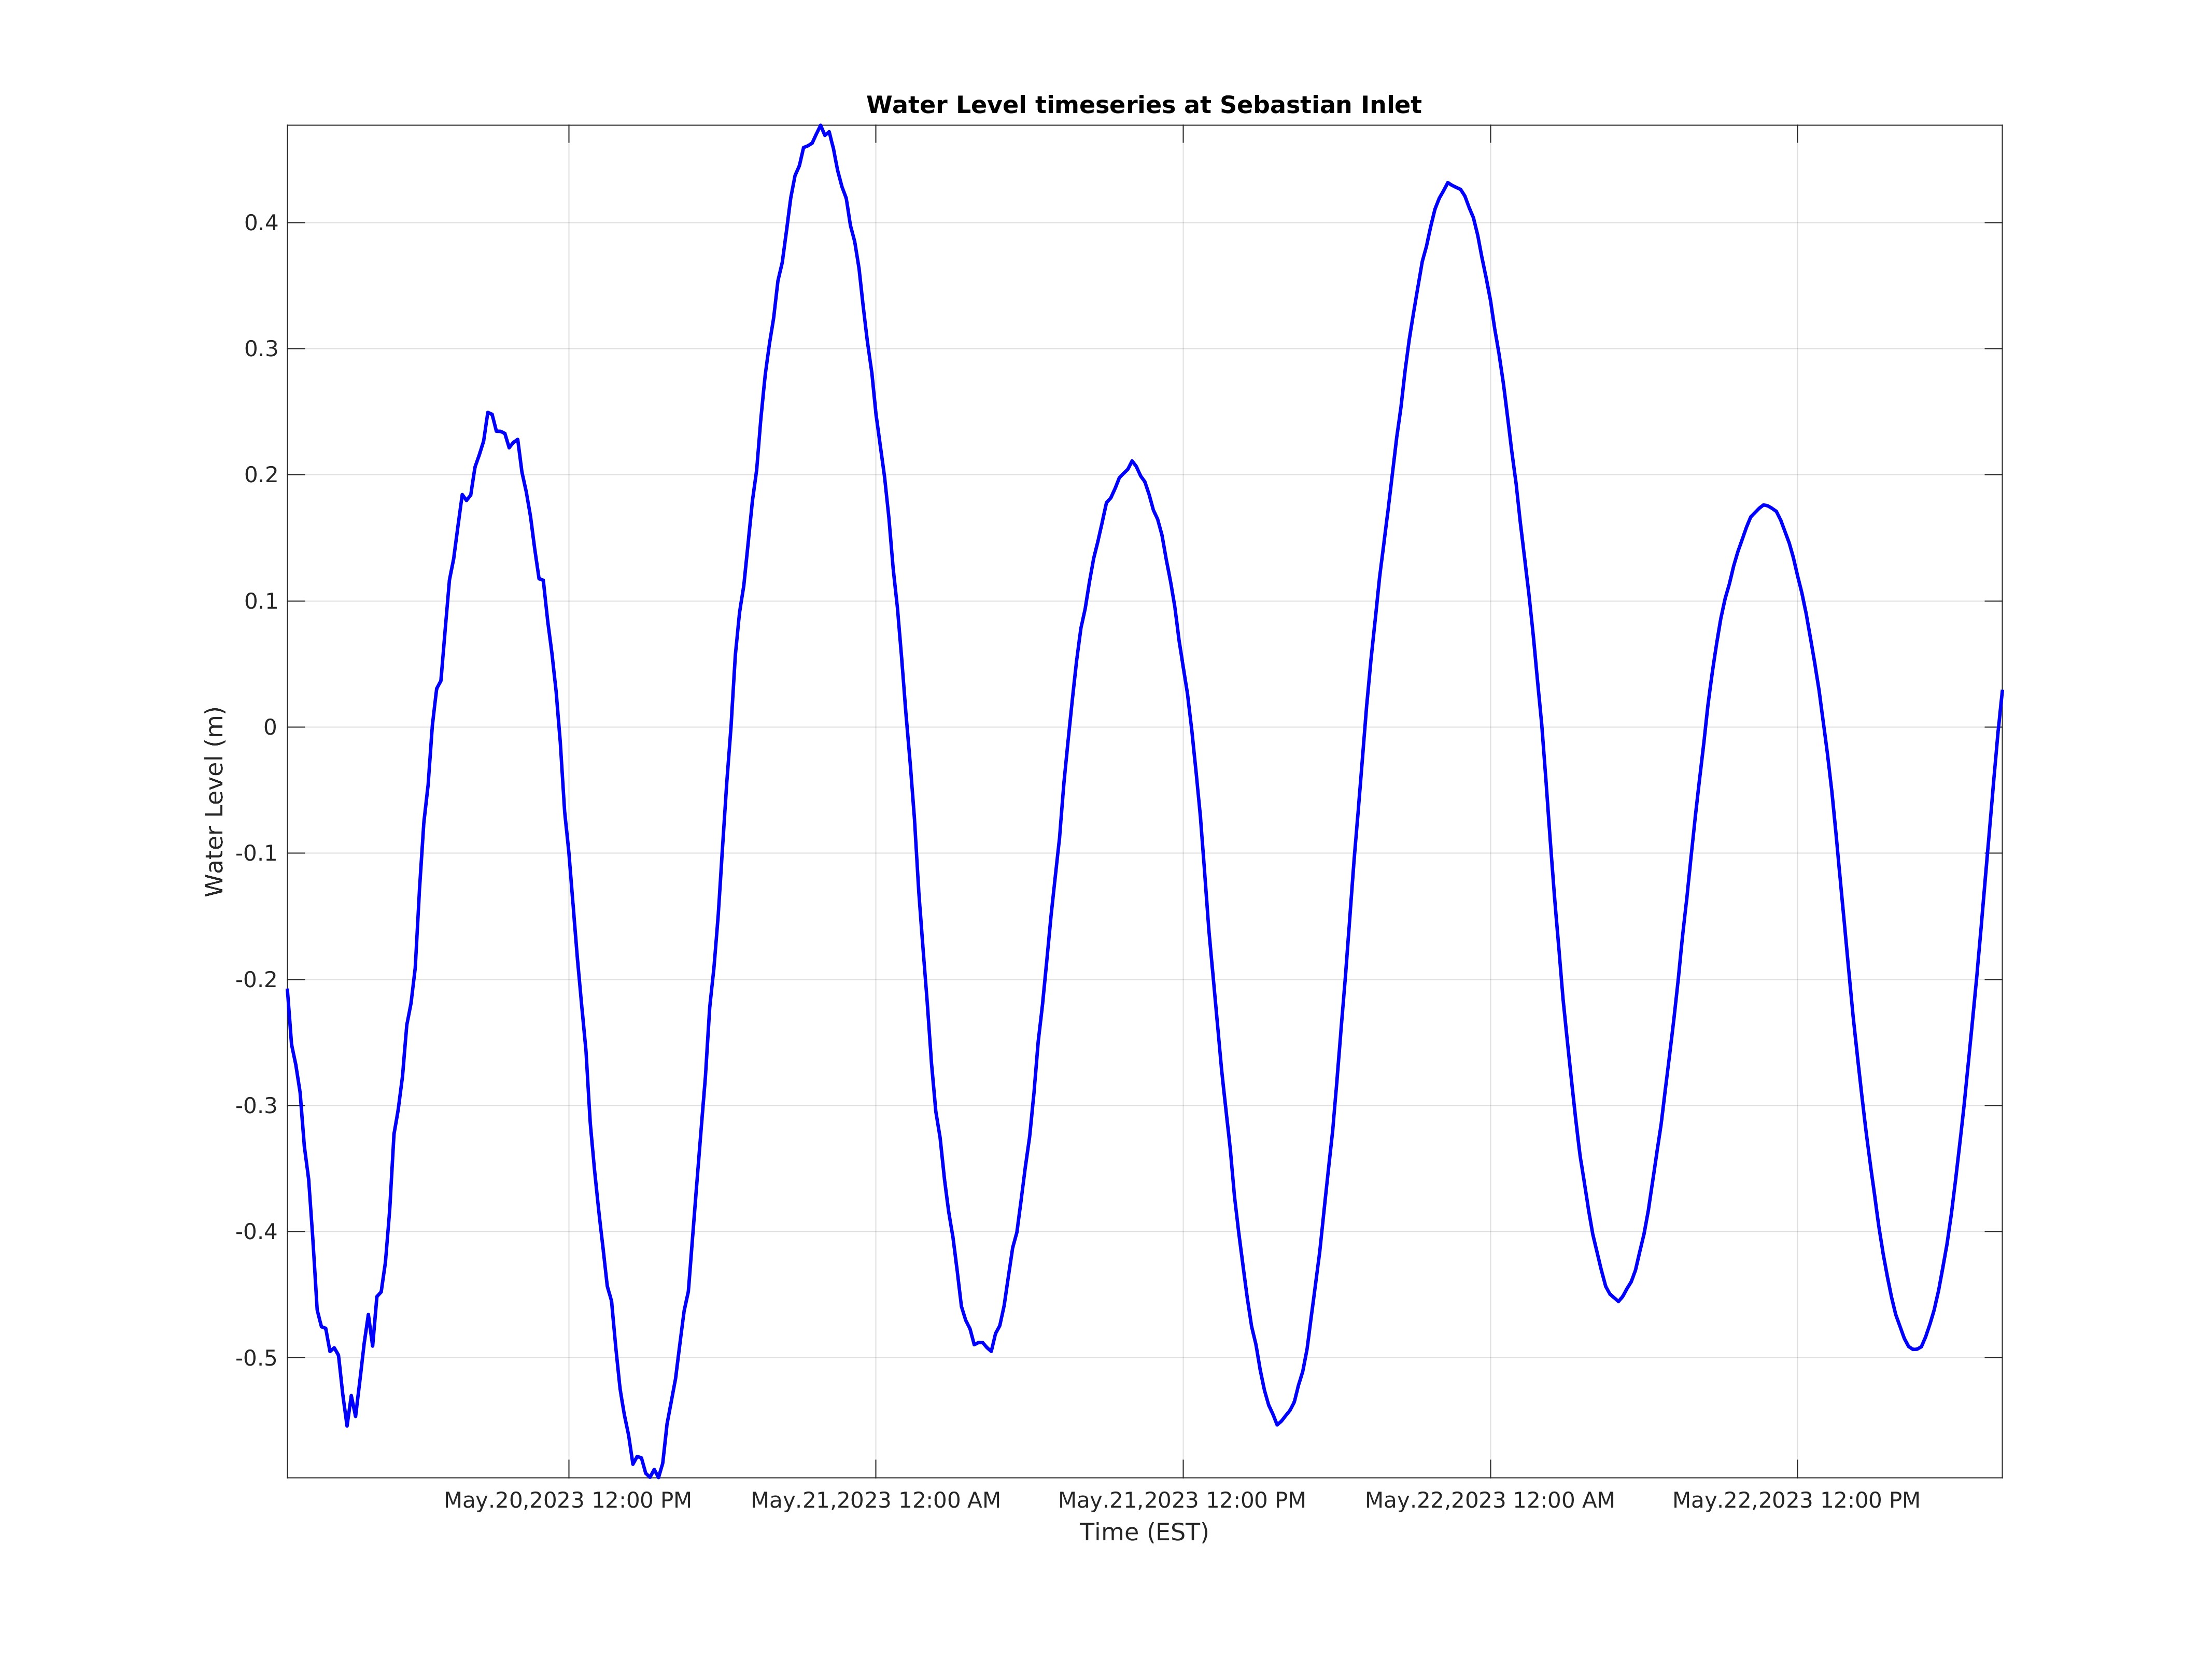 Water Level timeseries at Sebastian Inlet
0.4
0.3
0.2
0.1
0
-0.1
-0.2
-0.3
-0.4
-0.5
Water Level (m)
May.20,2023 12:00 PM
May.21,2023 12:00 AM
May.21,2023 12:00 PM
May.22,2023 12:00 AM
May.22,2023 12:00 PM
Time (EST)